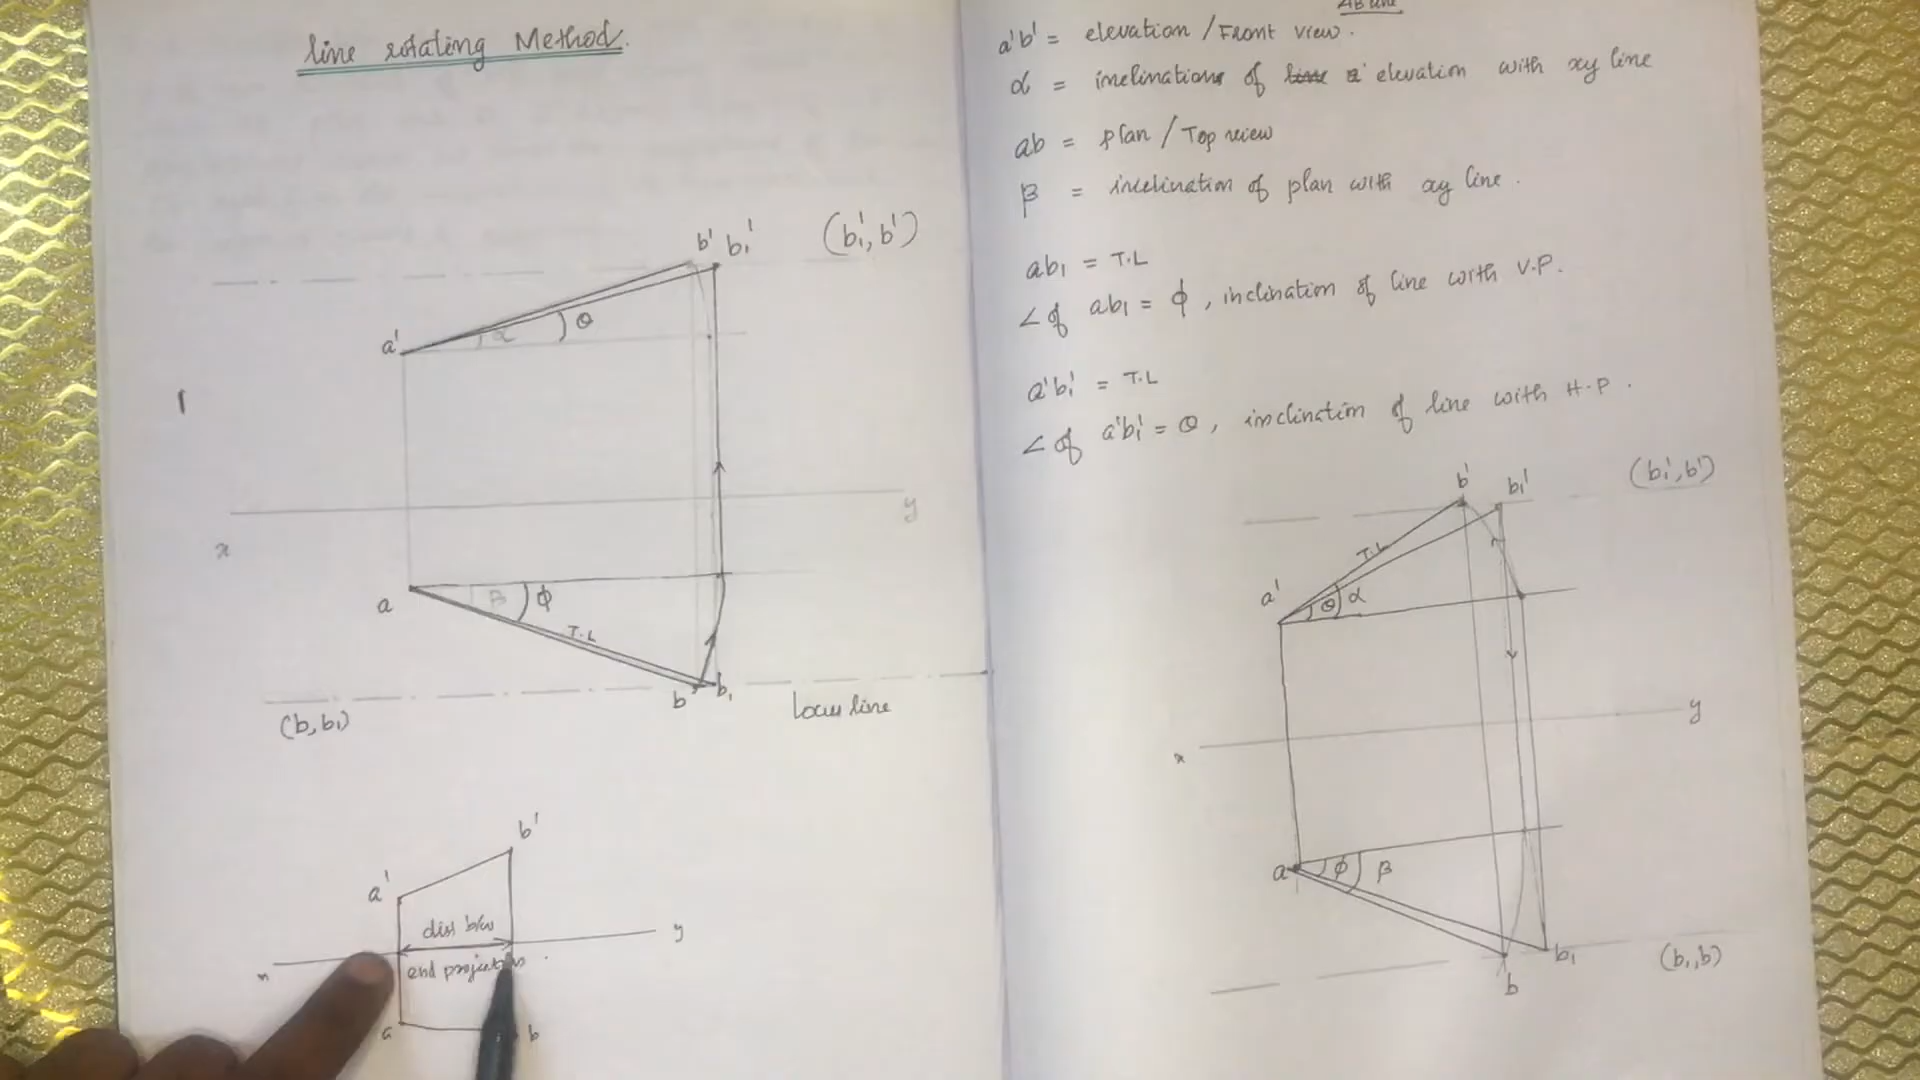 line rotating Method.
b' b₁' (b₁', b')
a' α θ
x y
a β ϕ
T.L
b b₁
(b, b₁) locus line
b'
a'
dist b/w
x y
end projectors
a b
AB line
a'b' = elevation / Front view.
α = inclinations of elevation with xy line
ab = plan / Top view
β = inclination of plan with xy line.
ab₁ = T.L
∠ of ab₁ = ϕ, inclination of line with V.P.
a'b₁' = T.L
∠ of a'b₁' = θ, inclination of line with H.P.
b' b₁' (b₁', b')
T.L
a' θ α
x y
a ϕ β
b b₁ (b₁, b)